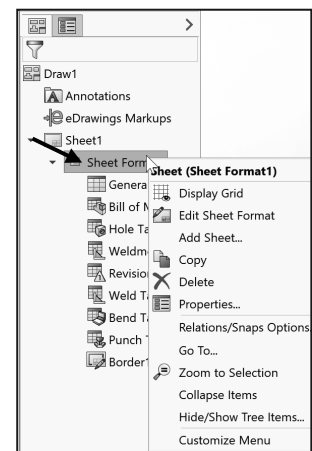 Draw1
Annotations
eDrawings Markups
Sheet1
Sheet Form
Sheet (Sheet Format1)
Genera
Display Grid
Bill of M
Edit Sheet Format
Hole Ta
Add Sheet...
Weldme
Copy
Revision
Delete
Weld Ta
Properties...
Bend Ta
Relations/Snaps Options
Punch T
Go To...
Border1
Zoom to Selection
Collapse Items
Hide/Show Tree Items...
Customize Menu